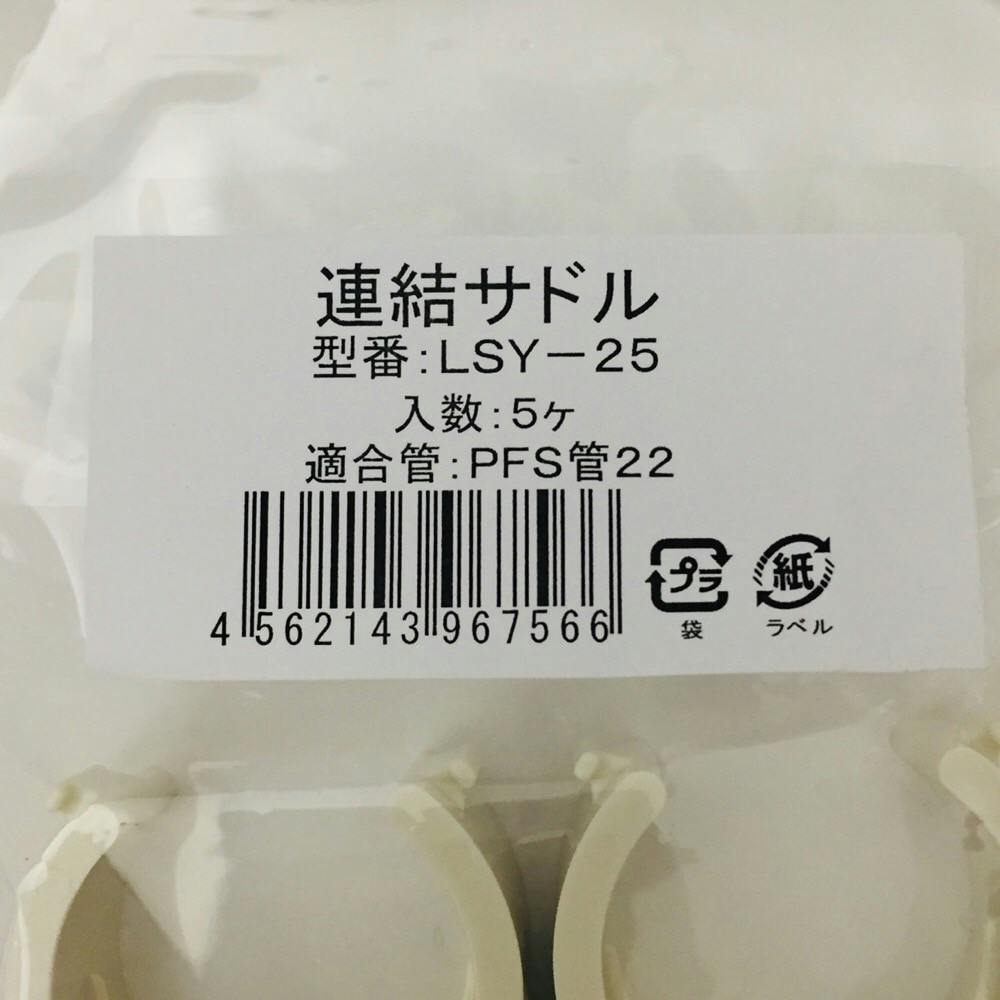 連結サドル
型番:LSY-25
入数:5ヶ
適合管:PFS管22
4 562143 967566
プラ
袋
紙
ラベル